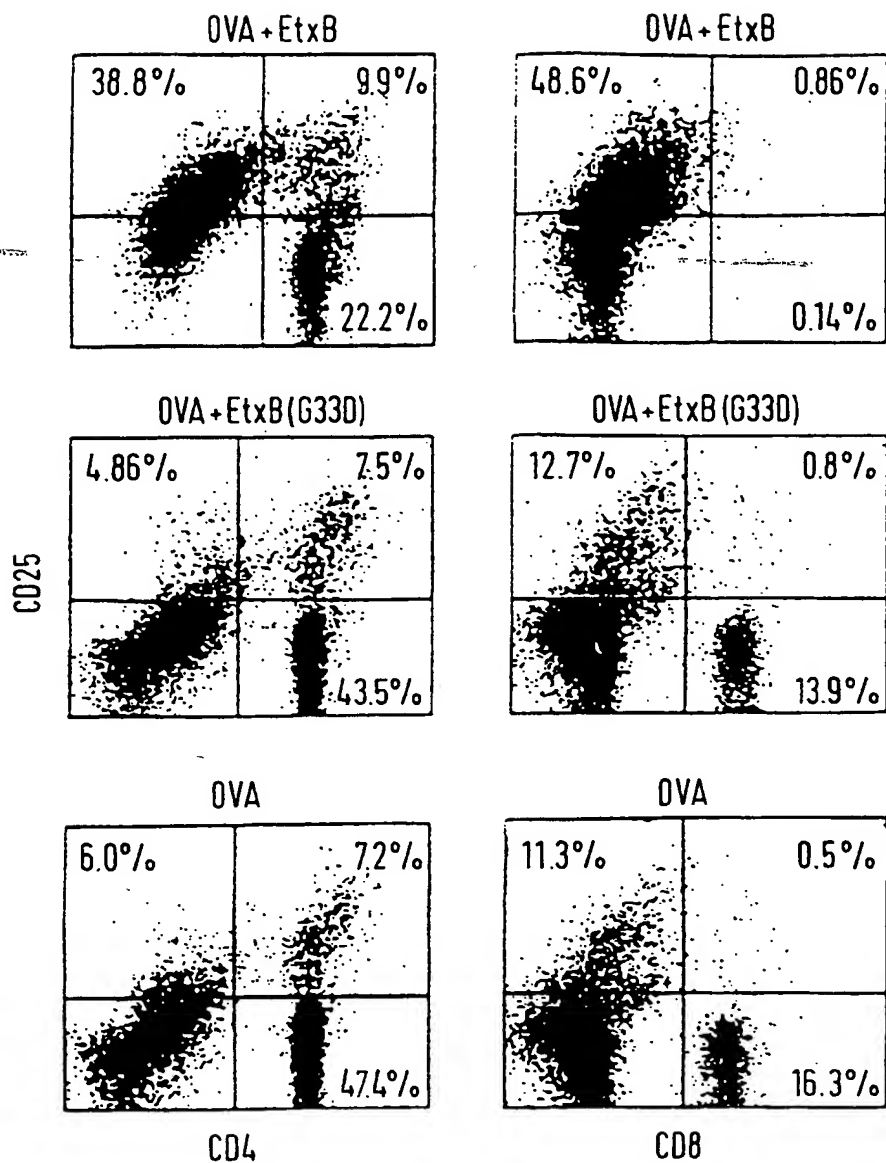 OVA+EtxB
OVA+EtxB
38.8%
9.9%
48.6%
0.86%
22.2%
0.14%
OVA+EtxB(G33D)
OVA+EtxB(G33D)
4.86%
7.5%
12.7%
0.8%
CD25
43.5%
13.9%
OVA
OVA
6.0%
7.2%
11.3%
0.5%
47.4%
16.3%
CD4
CD8